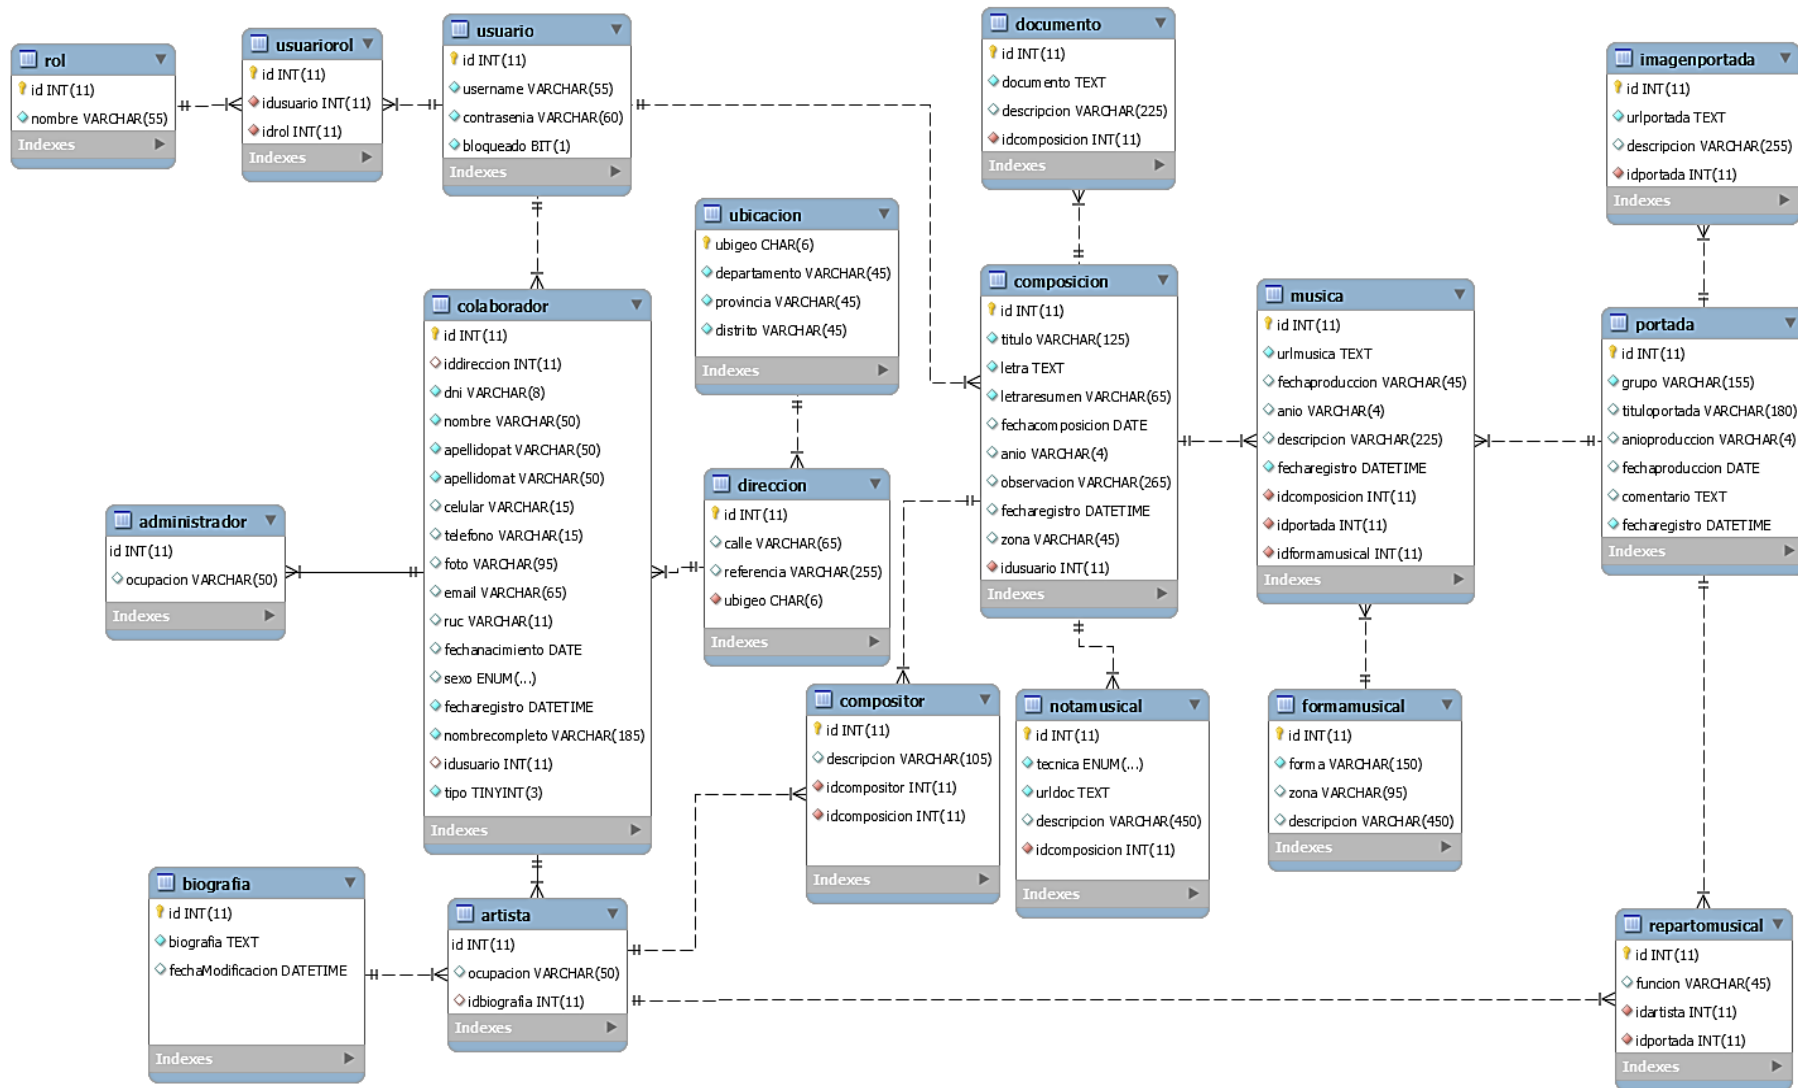 rol
id INT(11)
nombre VARCHAR(55)
Indexes
usuariorol
id INT(11)
idusuario INT(11)
idrol INT(11)
Indexes
usuario
id INT(11)
username VARCHAR(55)
contrasenia VARCHAR(60)
bloqueado BIT(1)
Indexes
documento
id INT(11)
documento TEXT
descripcion VARCHAR(225)
idcomposicion INT(11)
Indexes
imagenportada
id INT(11)
urlportada TEXT
descripcion VARCHAR(255)
idportada INT(11)
Indexes
ubicacion
ubigeo CHAR(6)
departamento VARCHAR(45)
provincia VARCHAR(45)
distrito VARCHAR(45)
Indexes
colaborador
id INT(11)
iddireccion INT(11)
dni VARCHAR(8)
nombre VARCHAR(50)
apellidopat VARCHAR(50)
apellidomat VARCHAR(50)
celular VARCHAR(15)
telefono VARCHAR(15)
foto VARCHAR(95)
email VARCHAR(65)
ruc VARCHAR(11)
fechanacimiento DATE
sexo ENUM(...)
fecharegistro DATETIME
nombrecompleto VARCHAR(185)
idusuario INT(11)
tipo TINYINT(3)
Indexes
composicion
id INT(11)
titulo VARCHAR(125)
letra TEXT
letraresumen VARCHAR(65)
fechacomposicion DATE
anio VARCHAR(4)
observacion VARCHAR(265)
fecharegistro DATETIME
zona VARCHAR(45)
idusuario INT(11)
Indexes
musica
id INT(11)
urlmusica TEXT
fechaproduccion VARCHAR(45)
anio VARCHAR(4)
descripcion VARCHAR(225)
fecharegistro DATETIME
idcomposicion INT(11)
idportada INT(11)
idformamusical INT(11)
Indexes
portada
id INT(11)
grupo VARCHAR(155)
tituloportada VARCHAR(180)
anioproduccion VARCHAR(4)
fechaproduccion DATE
comentario TEXT
fecharegistro DATETIME
Indexes
administrador
id INT(11)
ocupacion VARCHAR(50)
Indexes
direccion
id INT(11)
calle VARCHAR(65)
referencia VARCHAR(255)
ubigeo CHAR(6)
Indexes
compositor
id INT(11)
descripcion VARCHAR(105)
idcompositor INT(11)
idcomposicion INT(11)
Indexes
notamusical
id INT(11)
tecnica ENUM(...)
urldoc TEXT
descripcion VARCHAR(450)
idcomposicion INT(11)
Indexes
formamusical
id INT(11)
forma VARCHAR(150)
zona VARCHAR(95)
descripcion VARCHAR(450)
Indexes
biografia
id INT(11)
biografia TEXT
fechaModificacion DATETIME
Indexes
artista
id INT(11)
ocupacion VARCHAR(50)
idbiografia INT(11)
Indexes
repartomusical
id INT(11)
funcion VARCHAR(45)
idartista INT(11)
idportada INT(11)
Indexes